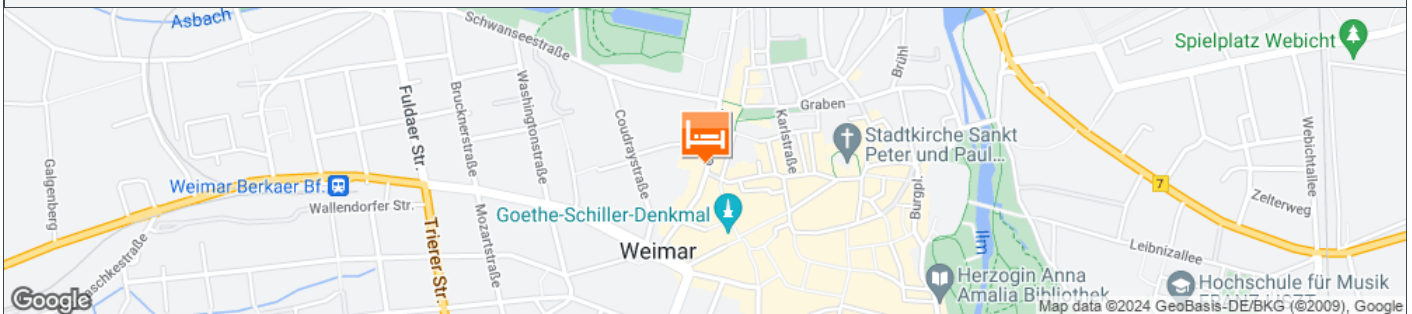 Asbach
Schwanseestraße
Spielplatz Webicht
Fuldaer Str.
Brucknerstraße
Washingtonstraße
Coudraystraße
Graben
Karlstraße
Brühl
Stadtkirche Sankt
Peter und Paul...
Webichtallee
Galgenberg
Weimar Berkaer Bf.
Wallendorfer Str.
7
Zelterweg
Goethe-Schiller-Denkmal
Burgpl.
Trierer Str.
Mozartstraße
Weimar
Ilm
Leibnizallee
Herzogin Anna
Amalia Bibliothek
Hochschule für Musik
Google
Map data ©2024 GeoBasis-DE/BKG (©2009), Google